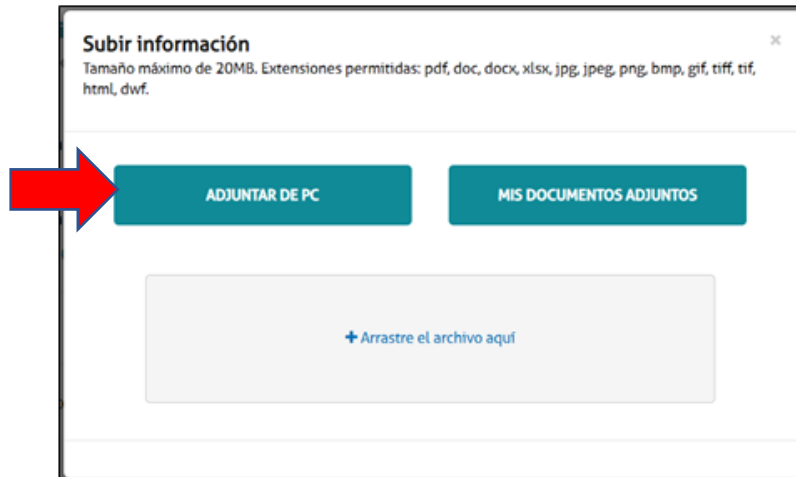 Subir información
Tamaño máximo de 20MB. Extensiones permitidas: pdf, doc, docx, xlsx, jpg, jpeg, png, bmp, gif, tiff, tif,
html, dwf.
ADJUNTAR DE PC
MIS DOCUMENTOS ADJUNTOS
+ Arrastre el archivo aquí